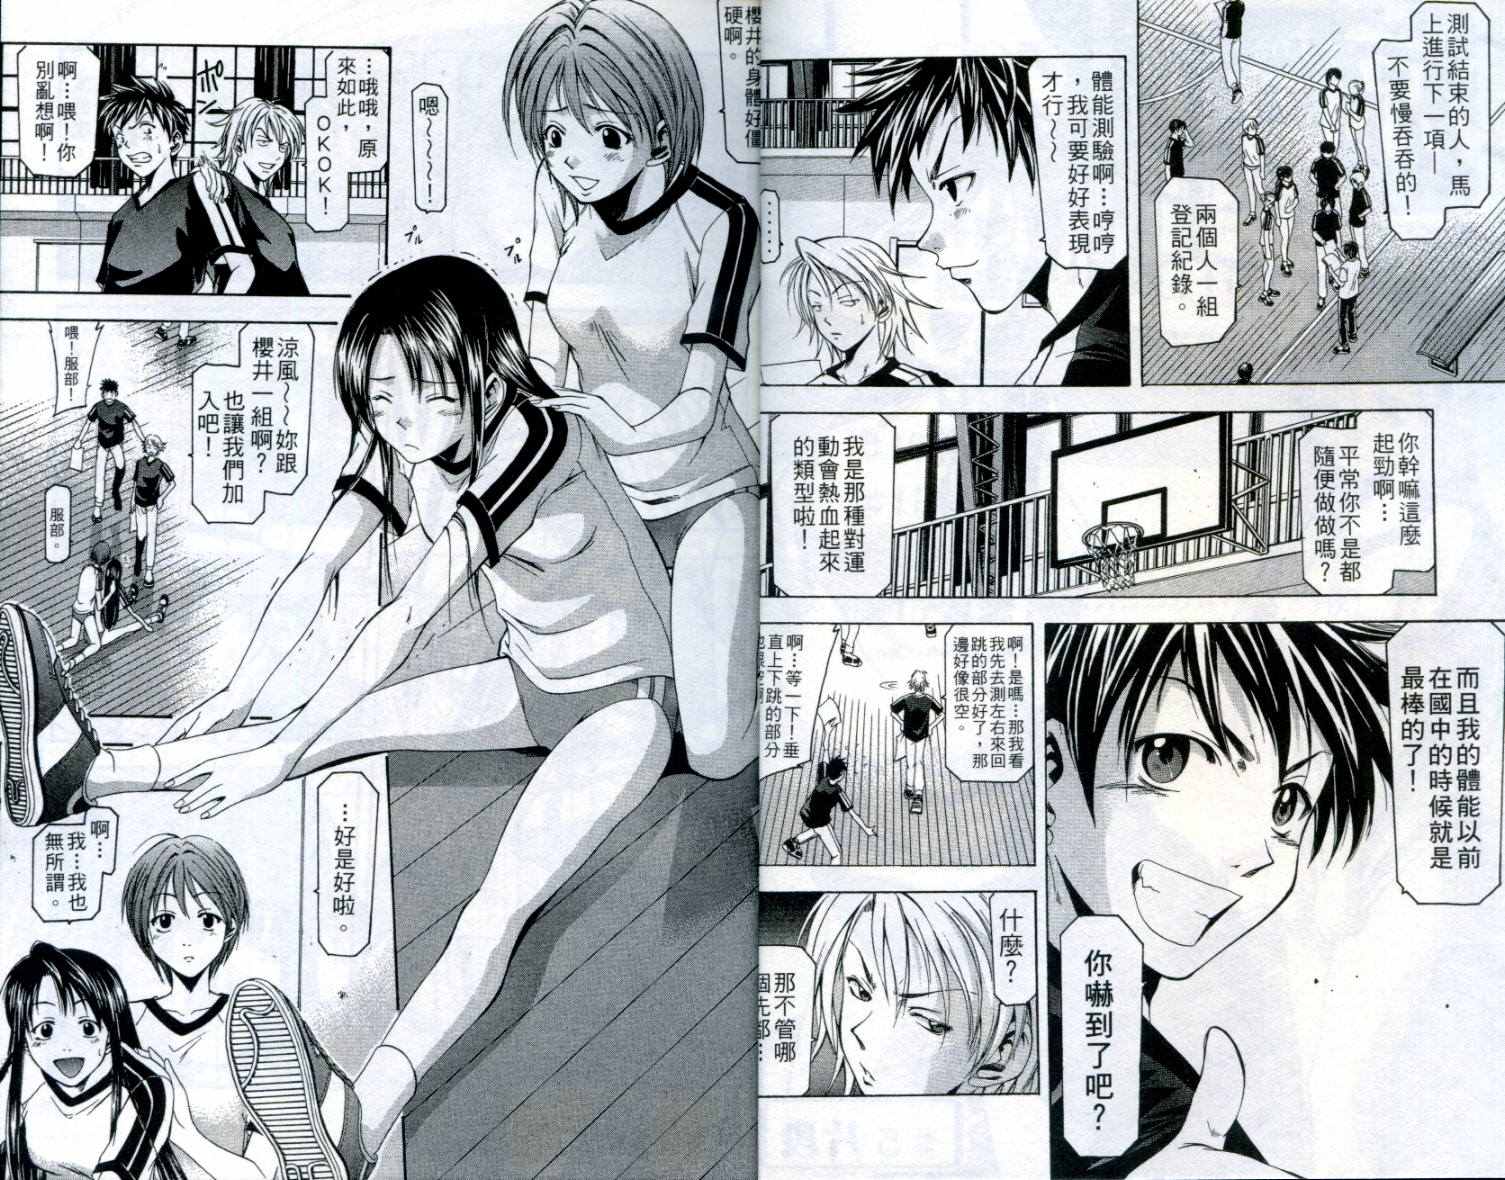 測試結束的人，馬
上進行下一項—
不要慢吞吞的！
兩個人一組
登記紀錄。
體能測驗啊…哼哼
，我可要好好表現
才行～～
……
你幹嘛這麼
起勁啊…
平常你不是都
隨便做做嗎？
我是那種對運
動會熱血起來
的類型啦！
而且我的體能以前
在國中的時候就是
最棒的了！
你嚇到了吧？
啊！是嗎…那我看
我先去測左右來回
跳的部分好了，那
邊好像很空。
啊…等一下！垂
直上下跳的部分
什麼？
那不管哪
個先都…
櫻井的身體好僵
硬啊。
嗯～～～～！
プル
プル
…哦哦，原
來如此，
OKOK！
ポン
啊…喂！你
別亂想啊！
涼風～～妳跟
櫻井一組啊？
也讓我們加
入吧！
喂！服部！
服部。
…好是好啦。
啊…
我…我也
無所謂。